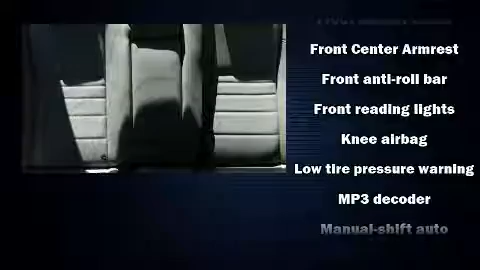 Front Center Armrest
Front anti-roll bar
Front reading lights
Knee airbag
Low tire pressure warning
MP3 decoder
Manual-shift auto